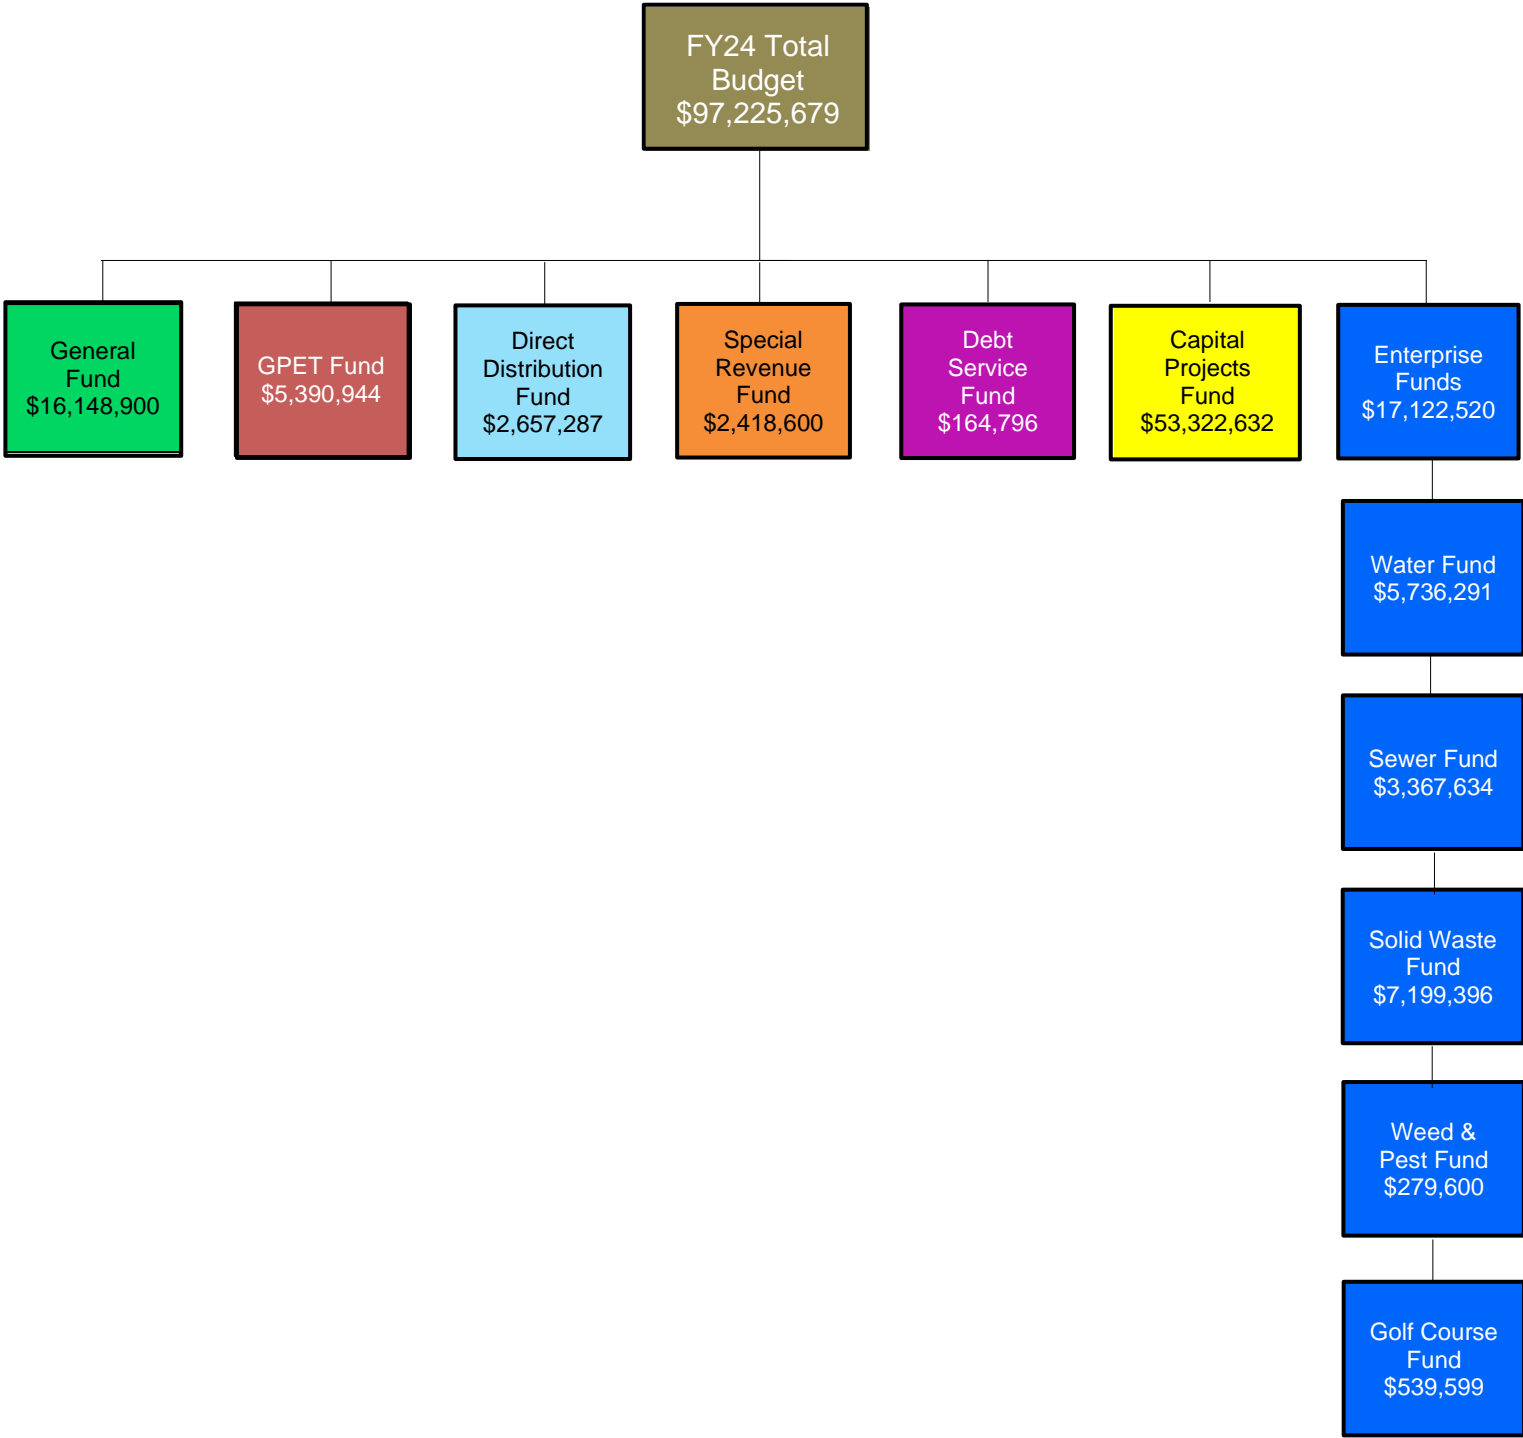 FY24 Total
Budget
$97,225,679
General
Fund
$16,148,900
GPET Fund
$5,390,944
Direct
Distribution
Fund
$2,657,287
Special
Revenue
Fund
$2,418,600
Debt
Service
Fund
$164,796
Capital
Projects
Fund
$53,322,632
Enterprise
Funds
$17,122,520
Water Fund
$5,736,291
Sewer Fund
$3,367,634
Solid Waste
Fund
$7,199,396
Weed &
Pest Fund
$279,600
Golf Course
Fund
$539,599